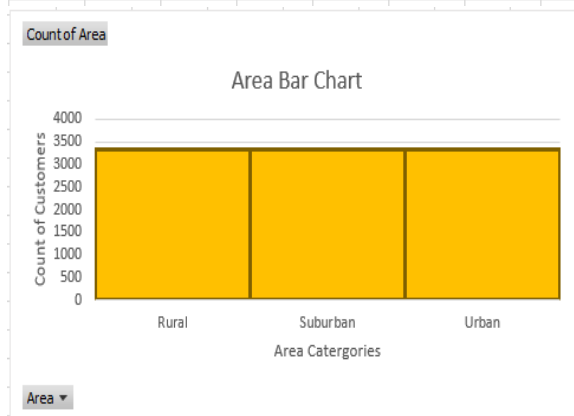 Count of Area
Area Bar Chart
4000
3500
3000
2500
2000
1500
1000
500
0
Count of Customers
Rural Suburban Urban
Area Catergories
Area